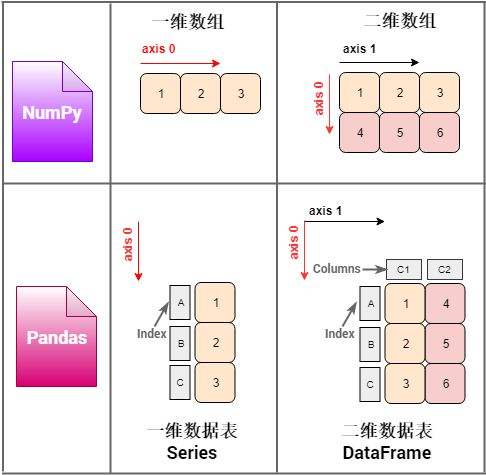 一维数组
二维数组
NumPy
axis 0
1 2 3
axis 1
axis 0
1 2 3
4 5 6
Pandas
axis 0
Index
A 1
B 2
C 3
一维数据表
Series
axis 1
axis 0
Columns
C1 C2
Index
A 1 4
B 2 5
C 3 6
二维数据表
DataFrame